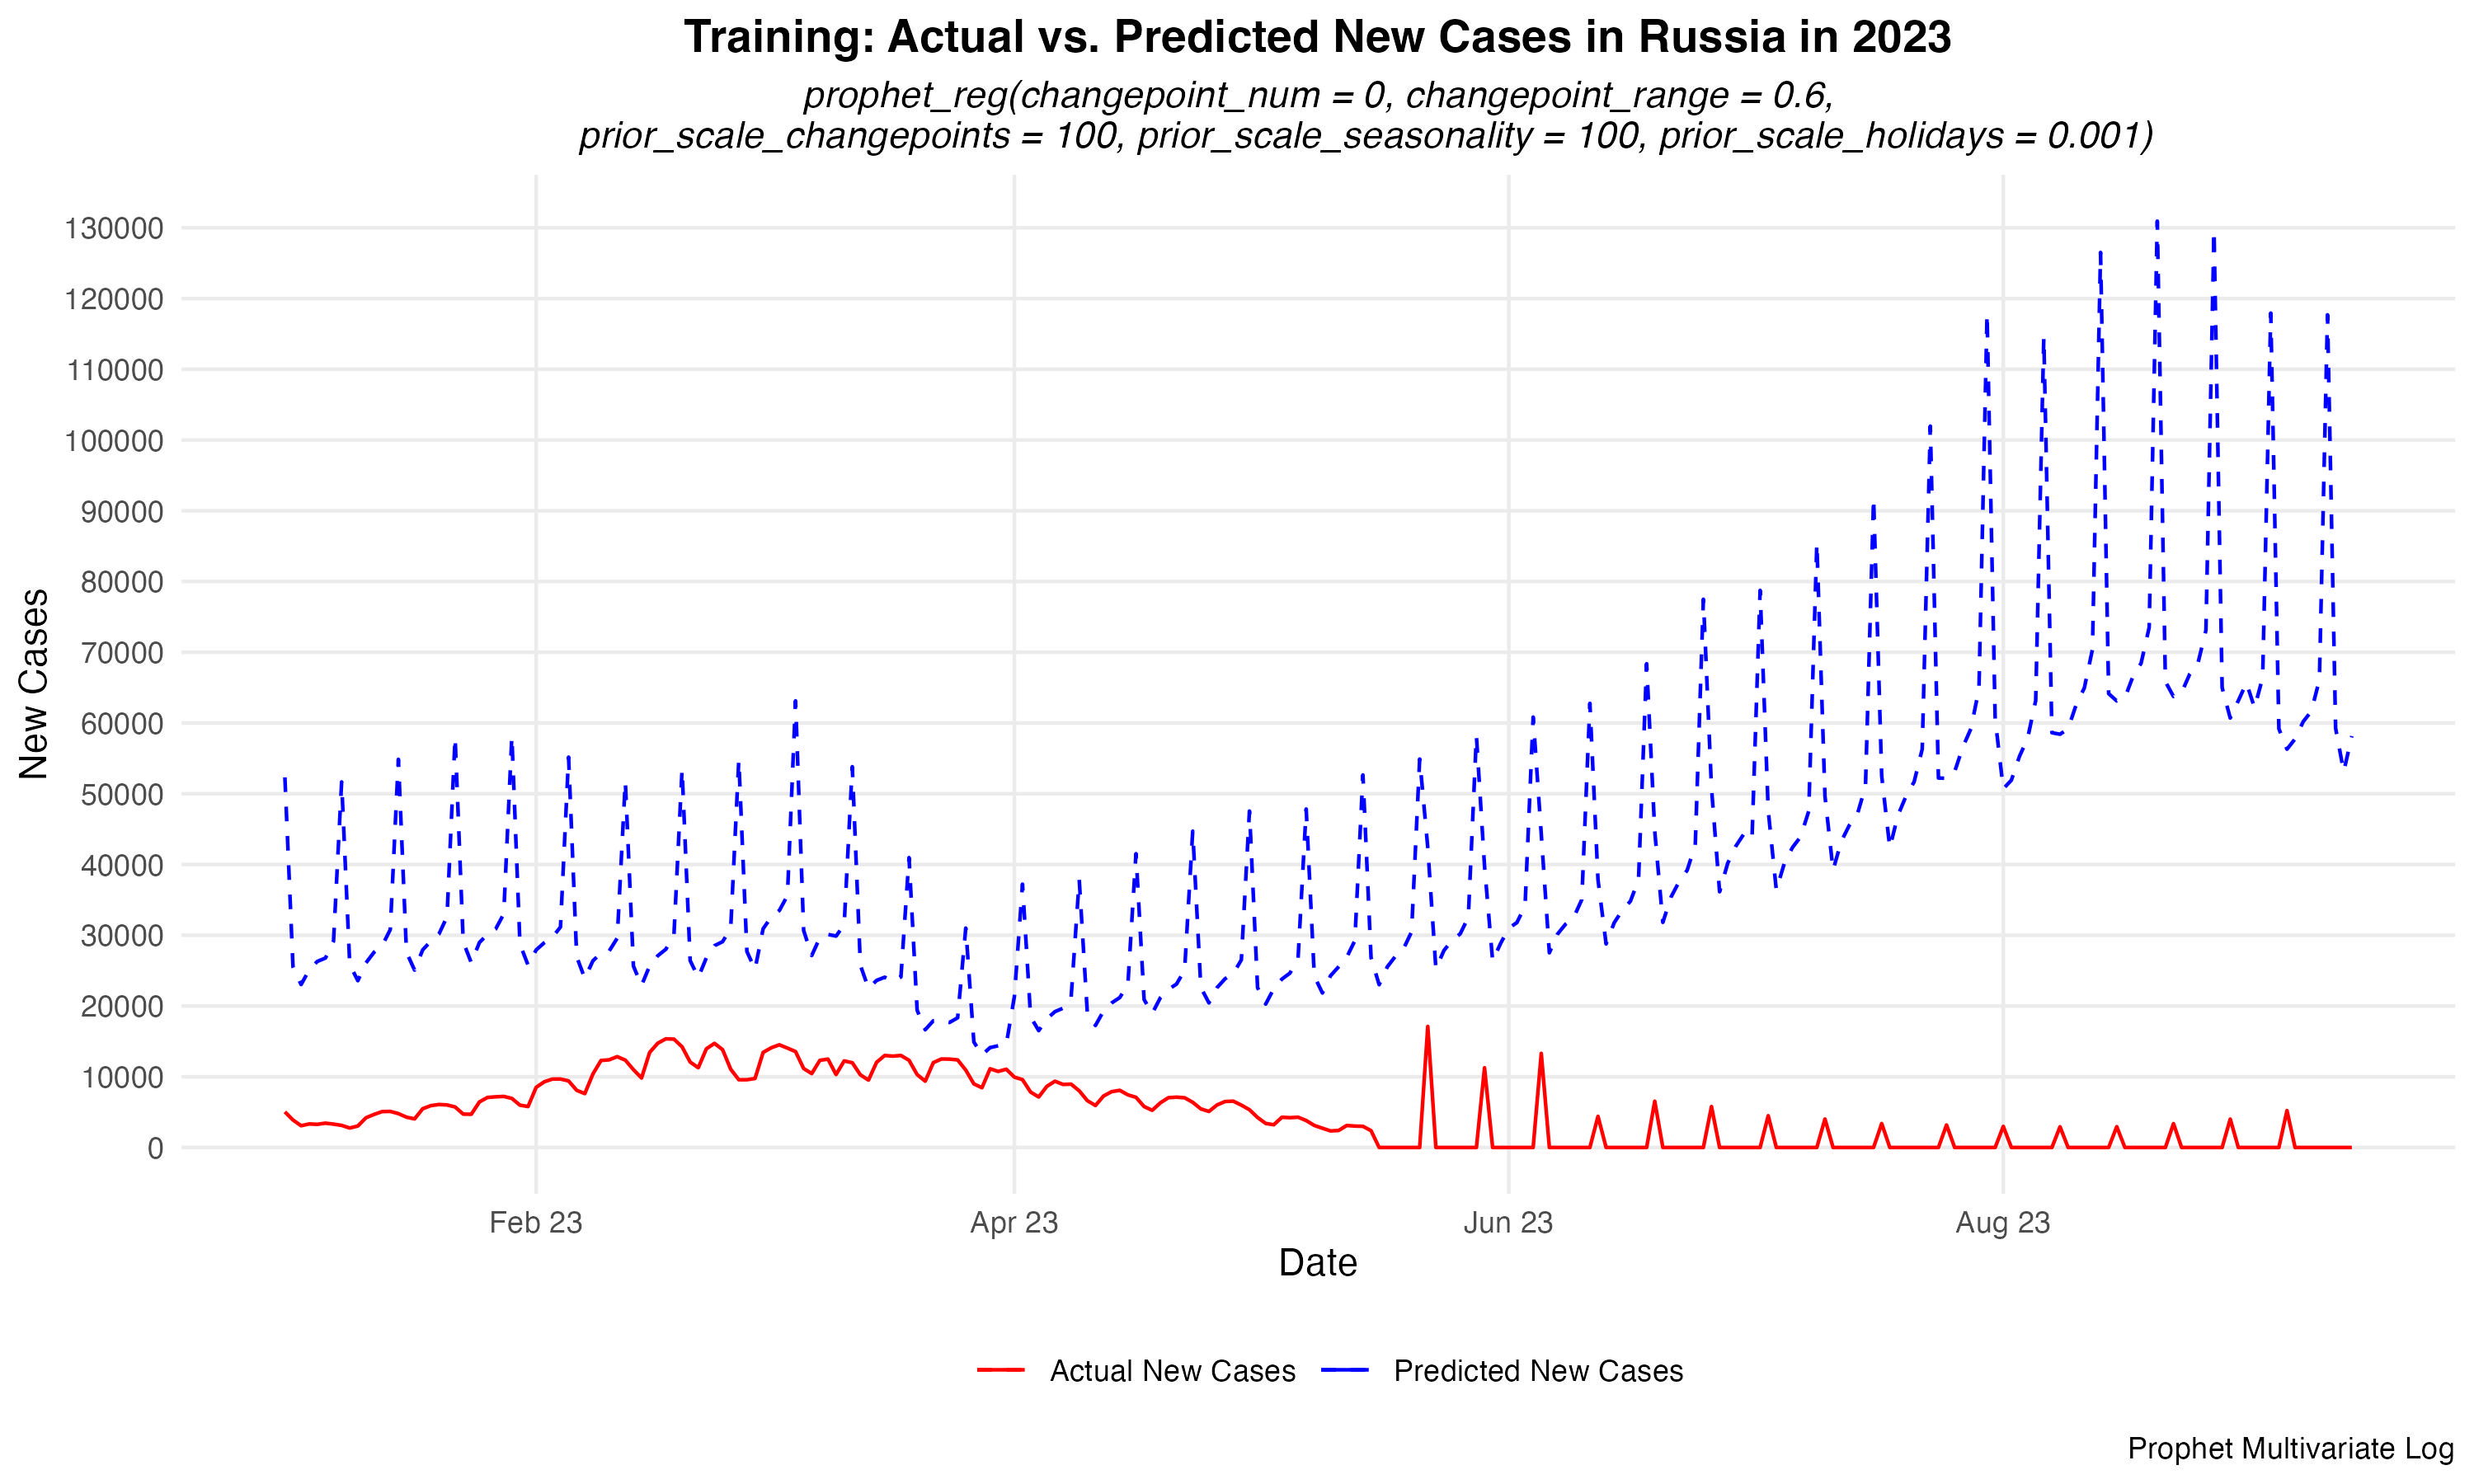 Training: Actual vs. Predicted New Cases in Russia in 2023
prophet_reg(changepoint_num = 0, changepoint_range = 0.6,
prior_scale_changepoints = 100, prior_scale_seasonality = 100, prior_scale_holidays = 0.001)
New Cases
130000
120000
110000
100000
90000
80000
70000
60000
50000
40000
30000
20000
10000
0
Feb 23
Apr 23
Jun 23
Aug 23
Date
Actual New Cases
Predicted New Cases
Prophet Multivariate Log